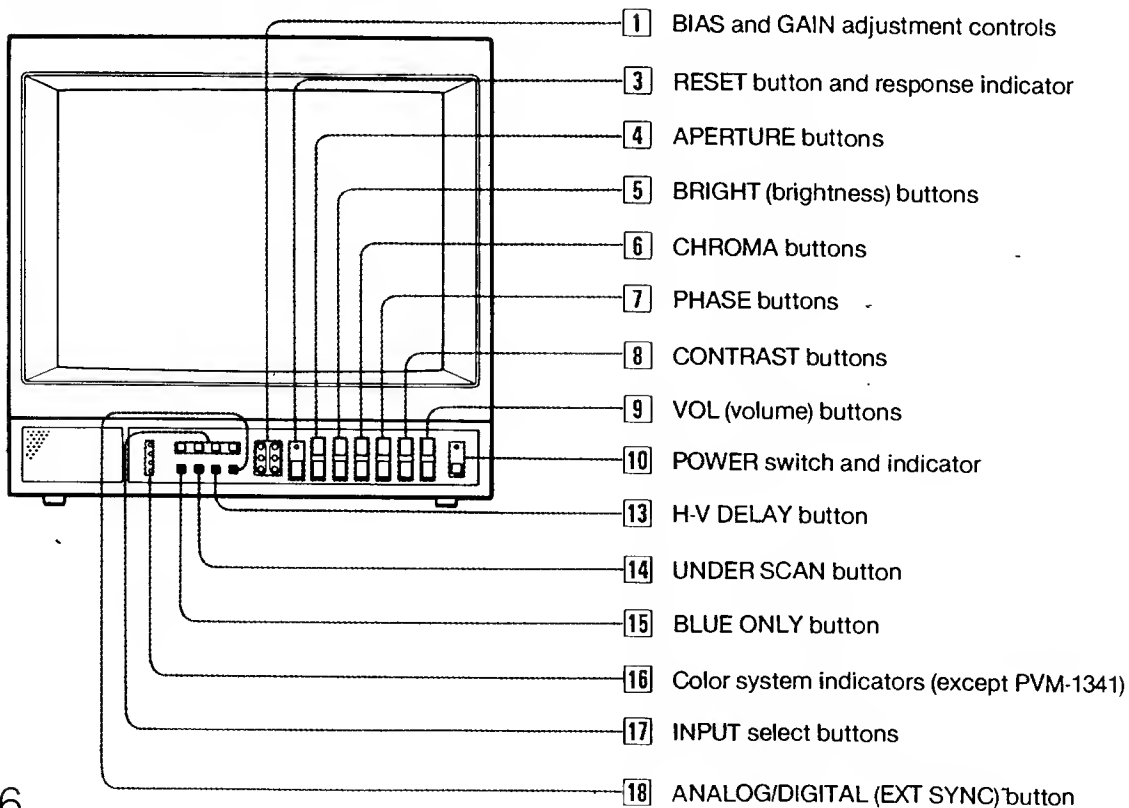 1 BIAS and GAIN adjustment controls
3 RESET button and response indicator
4 APERTURE buttons
5 BRIGHT (brightness) buttons
6 CHROMA buttons
7 PHASE buttons
8 CONTRAST buttons
9 VOL (volume) buttons
10 POWER switch and indicator
13 H-V DELAY button
14 UNDER SCAN button
15 BLUE ONLY button
16 Color system indicators (except PVM-1341)
17 INPUT select buttons
18 ANALOG/DIGITAL (EXT SYNC) button
6